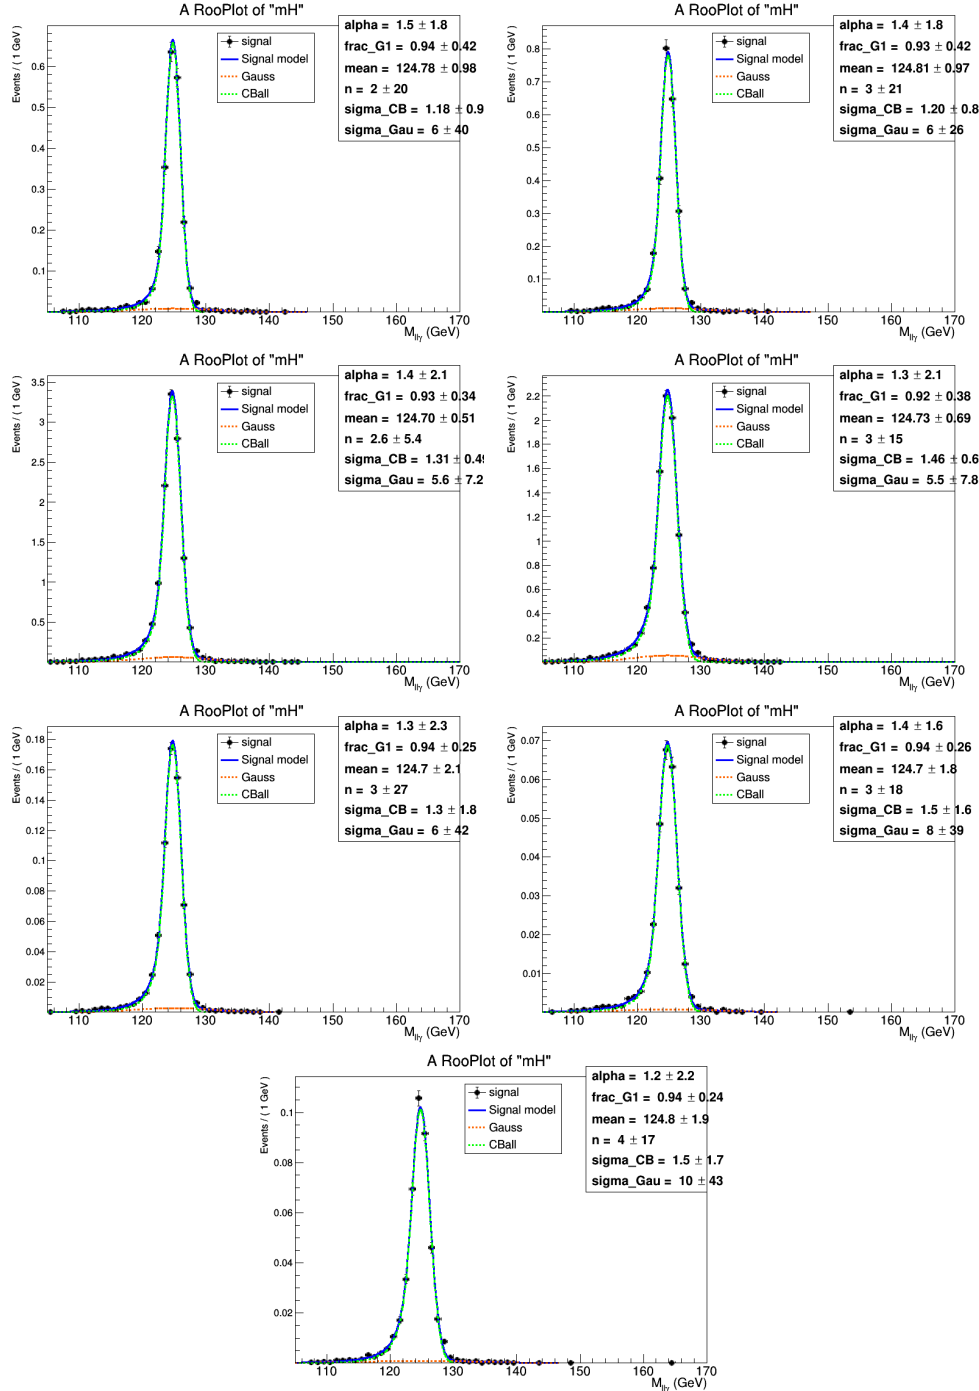 A RooPlot of "mH"
Events / ( 1 GeV )
signal
Signal model
Gauss
CBall
alpha = 1.5 ± 1.8
frac_G1 = 0.94 ± 0.42
mean = 124.78 ± 0.98
n = 2 ± 20
sigma_CB = 1.18 ± 0.9
sigma_Gau = 6 ± 40
0.6
0.5
0.4
0.3
0.2
0.1
110 120 130 140 150 160 170
M_llγ (GeV)
A RooPlot of "mH"
Events / ( 1 GeV )
signal
Signal model
Gauss
CBall
alpha = 1.4 ± 1.8
frac_G1 = 0.93 ± 0.42
mean = 124.81 ± 0.97
n = 3 ± 21
sigma_CB = 1.20 ± 0.8
sigma_Gau = 6 ± 26
0.8
0.7
0.6
0.5
0.4
0.3
0.2
0.1
110 120 130 140 150 160 170
M_llγ (GeV)
A RooPlot of "mH"
Events / ( 1 GeV )
signal
Signal model
Gauss
CBall
alpha = 1.4 ± 2.1
frac_G1 = 0.93 ± 0.34
mean = 124.70 ± 0.51
n = 2.6 ± 5.4
sigma_CB = 1.31 ± 0.49
sigma_Gau = 5.6 ± 7.2
3.5
3
2.5
2
1.5
1
0.5
110 120 130 140 150 160 170
M_llγ (GeV)
A RooPlot of "mH"
Events / ( 1 GeV )
signal
Signal model
Gauss
CBall
alpha = 1.3 ± 2.1
frac_G1 = 0.92 ± 0.38
mean = 124.73 ± 0.69
n = 3 ± 15
sigma_CB = 1.46 ± 0.6
sigma_Gau = 5.5 ± 7.8
2.2
2
1.8
1.6
1.4
1.2
1
0.8
0.6
0.4
0.2
110 120 130 140 150 160 170
M_llγ (GeV)
A RooPlot of "mH"
Events / ( 1 GeV )
signal
Signal model
Gauss
CBall
alpha = 1.3 ± 2.3
frac_G1 = 0.94 ± 0.25
mean = 124.7 ± 2.1
n = 3 ± 27
sigma_CB = 1.3 ± 1.8
sigma_Gau = 6 ± 42
0.18
0.16
0.14
0.12
0.1
0.08
0.06
0.04
0.02
110 120 130 140 150 160 170
M_llγ (GeV)
A RooPlot of "mH"
Events / ( 1 GeV )
signal
Signal model
Gauss
CBall
alpha = 1.4 ± 1.6
frac_G1 = 0.94 ± 0.26
mean = 124.7 ± 1.8
n = 3 ± 18
sigma_CB = 1.5 ± 1.6
sigma_Gau = 8 ± 39
0.07
0.06
0.05
0.04
0.03
0.02
0.01
110 120 130 140 150 160 170
M_llγ (GeV)
A RooPlot of "mH"
Events / ( 1 GeV )
signal
Signal model
Gauss
CBall
alpha = 1.2 ± 2.2
frac_G1 = 0.94 ± 0.24
mean = 124.8 ± 1.9
n = 4 ± 17
sigma_CB = 1.5 ± 1.7
sigma_Gau = 10 ± 43
0.1
0.08
0.06
0.04
0.02
110 120 130 140 150 160 170
M_llγ (GeV)